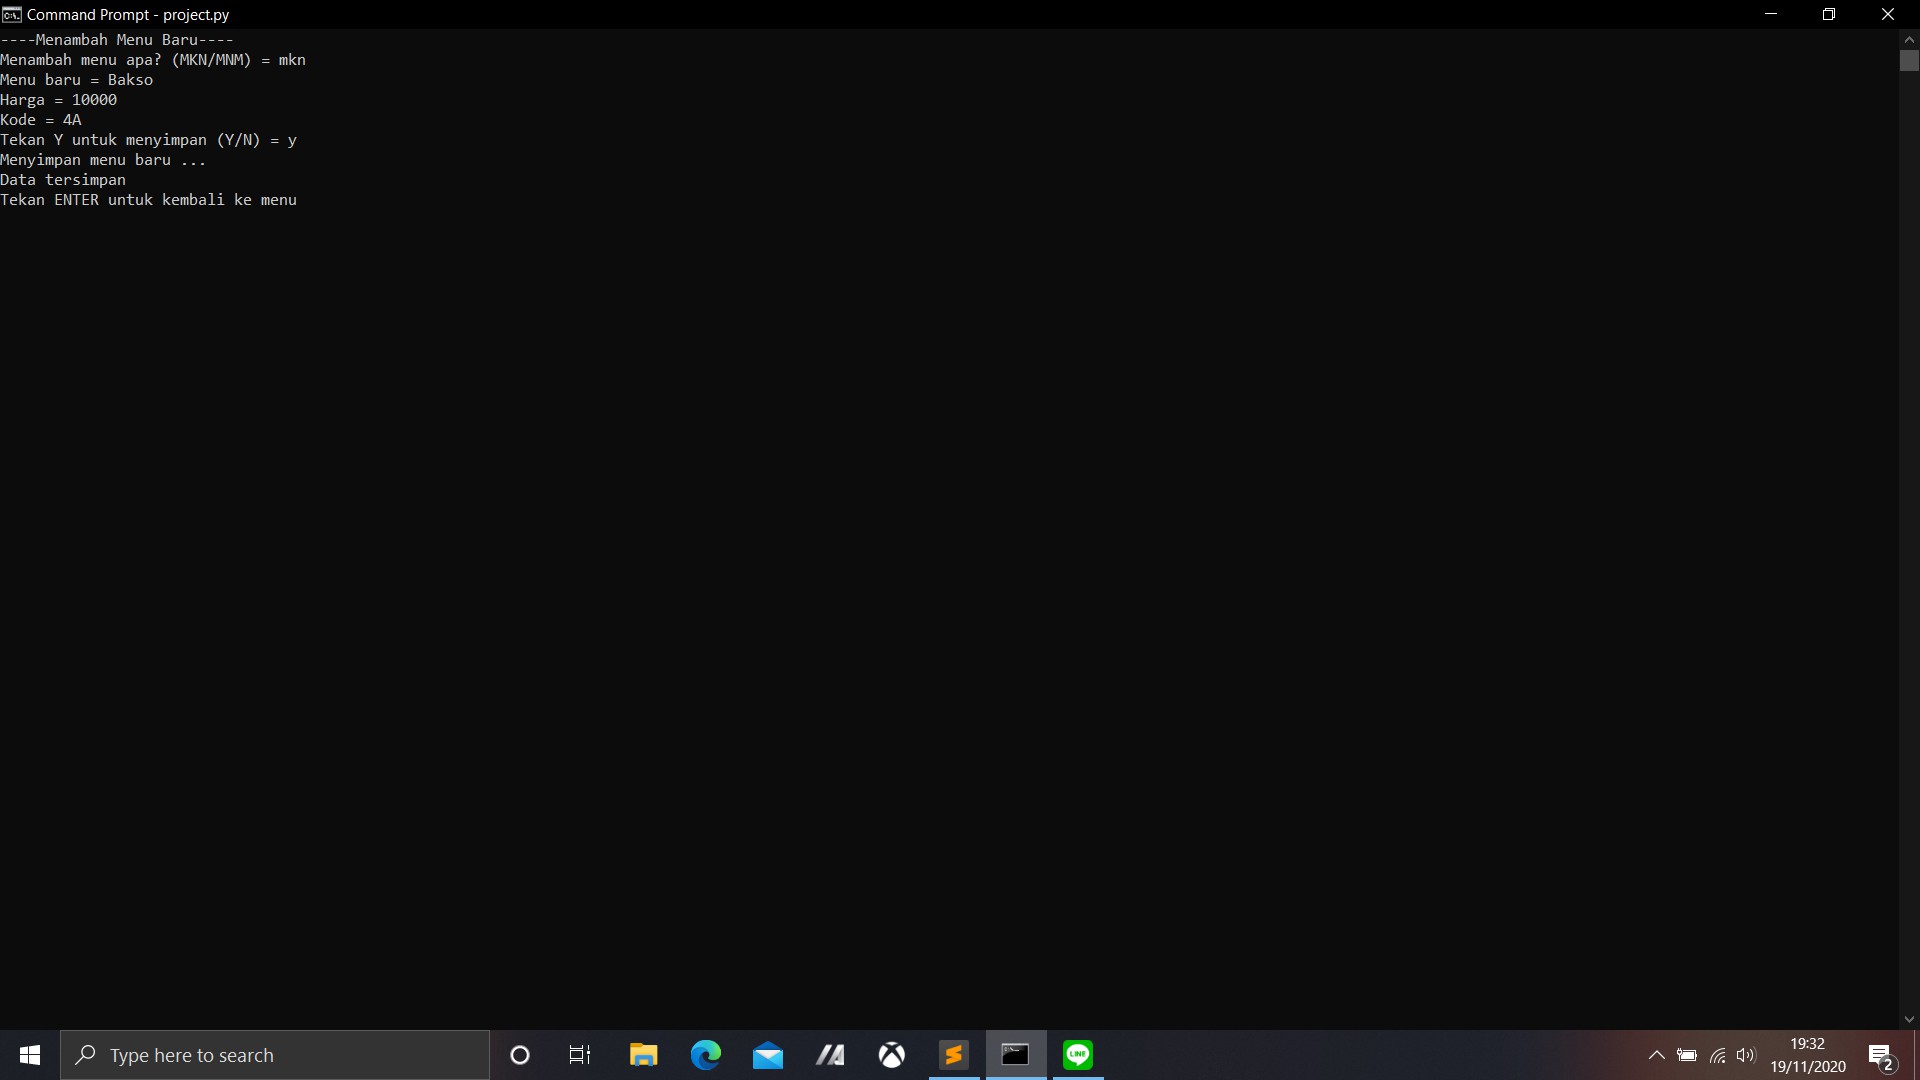 Command Prompt - project.py
----Menambah Menu Baru----
Menambah menu apa? (MKN/MNM) = mkn
Menu baru = Bakso
Harga = 10000
Kode = 4A
Tekan Y untuk menyimpan (Y/N) = y
Menyimpan menu baru ...
Data tersimpan
Tekan ENTER untuk kembali ke menu
Type here to search
LINE
19:32
19/11/2020
2